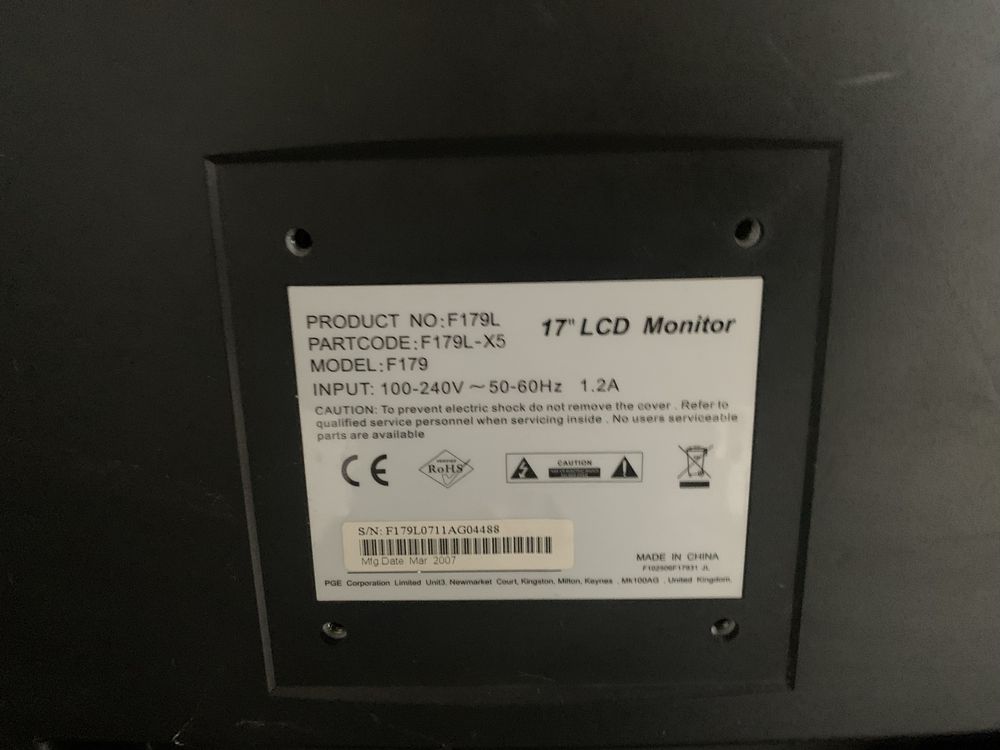 PRODUCT NO:F179L
17" LCD Monitor
PARTCODE:F179L-X5
MODEL:F179
INPUT: 100-240V ~ 50-60Hz 1.2A
CAUTION: To prevent electric shock do not remove the cover . Refer to
qualified service personnel when servicing inside . No users serviceable
parts are available
CE
RoHS
CAUTION
S/N: F179L0711AG04488
Mfg Date Mar 2007
MADE IN CHINA
F102906F17931 JL
PGE Corporation Limited Unit3, Newmarket Court, Kingston, Milton, Keynes , Mk100AG , United Kingdom,